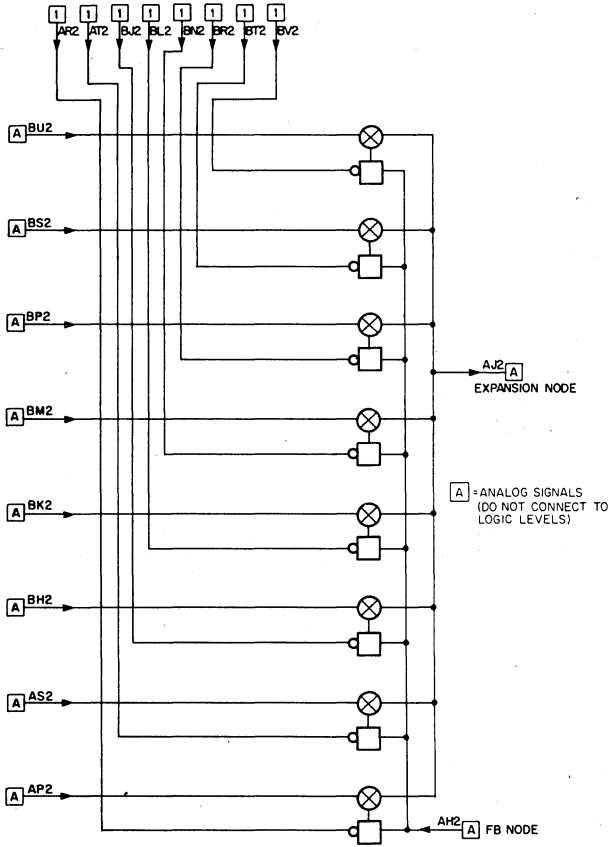 1 1 1 1 1 1 1 1
AR2 AT2 BJ2 BL2 BN2 BR2 BT2 BV2
A BU2
A BS2
A BP2
AJ2 A
EXPANSION NODE
A BM2
A =ANALOG SIGNALS
(DO NOT CONNECT TO
LOGIC LEVELS)
A BK2
A BH2
A AS2
A AP2
AH2 A FB NODE